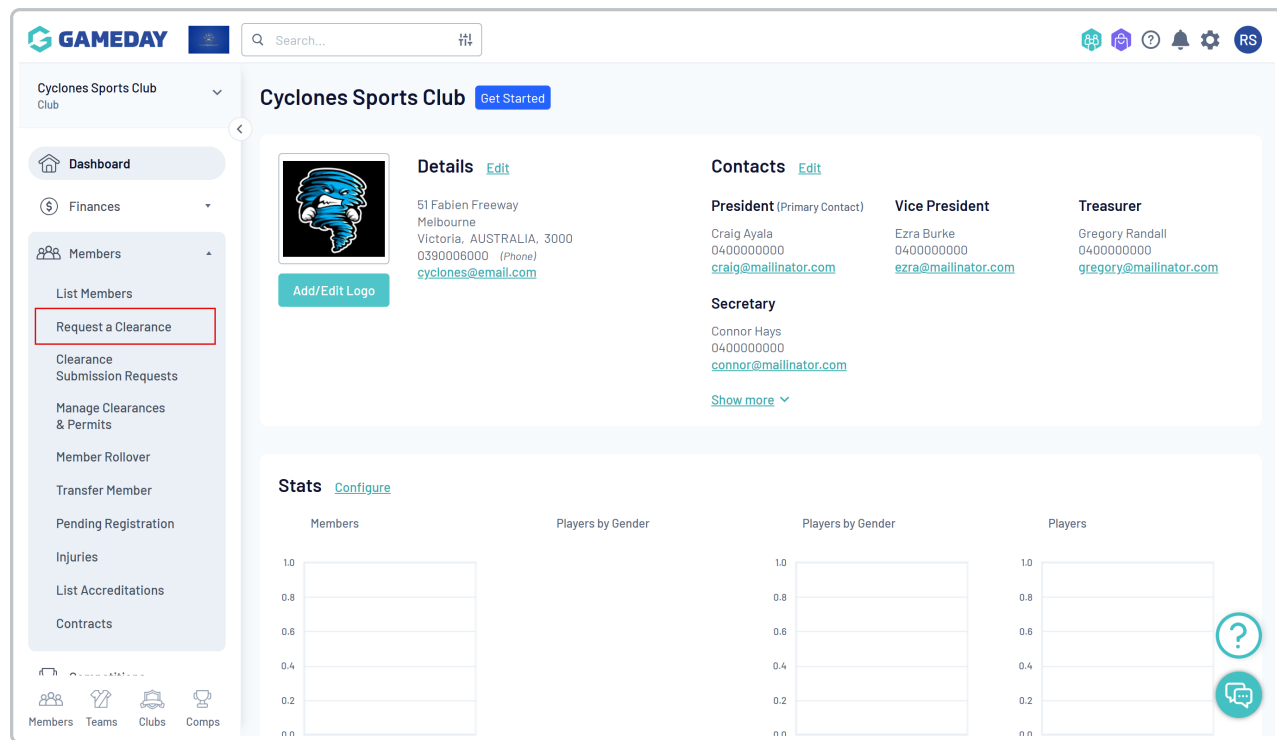 GAMEDAY
Search...
RS
Cyclones Sports Club
Club
Dashboard
Finances
Members
List Members
Request a Clearance
Clearance
Submission Requests
Manage Clearances
& Permits
Member Rollover
Transfer Member
Pending Registration
Injuries
List Accreditations
Contracts
Members Teams Clubs Comps
Cyclones Sports Club Get Started
Add/Edit Logo
Details Edit
51 Fabien Freeway
Melbourne
Victoria, AUSTRALIA, 3000
0390006000 (Phone)
cyclones@email.com
Contacts Edit
President (Primary Contact)
Craig Ayala
0400000000
craig@mailinator.com
Vice President
Ezra Burke
0400000000
ezra@mailinator.com
Treasurer
Gregory Randall
0400000000
gregory@mailinator.com
Secretary
Connor Hays
0400000000
connor@mailinator.com
Show more
Stats Configure
Members
1.0
0.8
0.6
0.4
0.2
0.0
Players by Gender
Players by Gender
1.0
0.8
0.6
0.4
0.2
0.0
Players
1.0
0.8
0.6
0.4
0.2
0.0